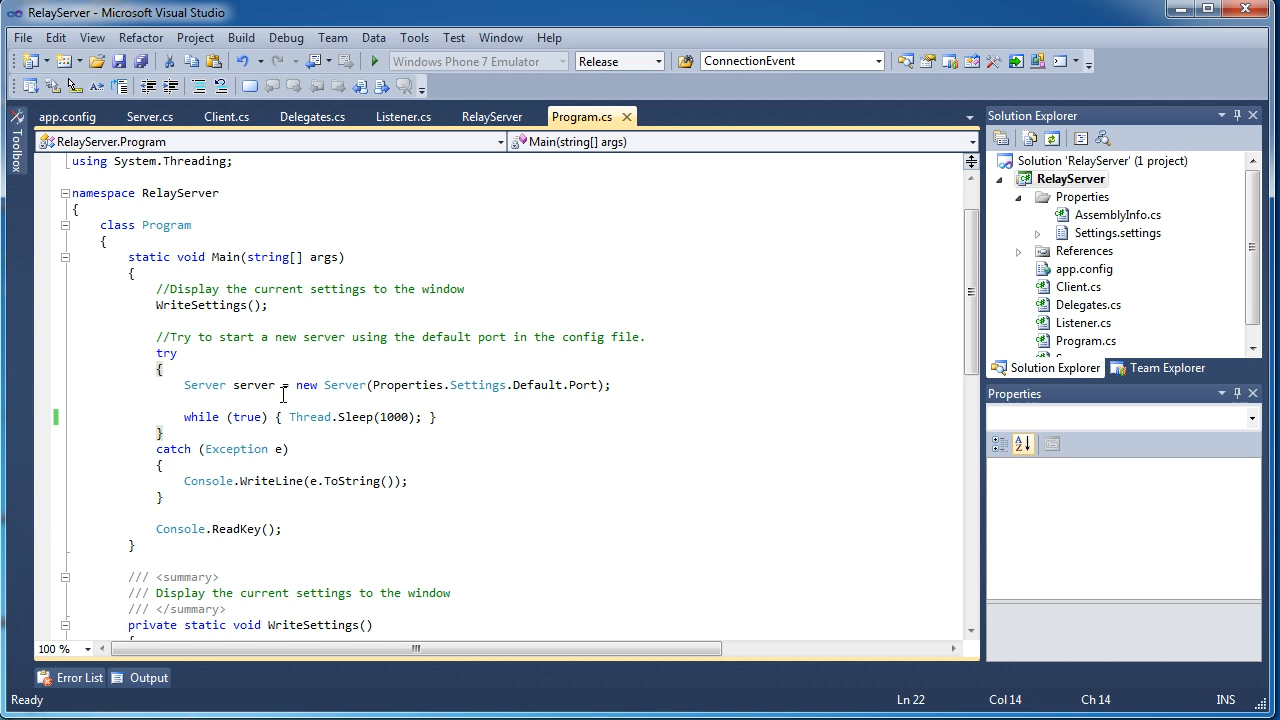 RelayServer - Microsoft Visual Studio
File Edit View Refactor Project Build Debug Team Data Tools Test Window Help
Windows Phone 7 Emulator Release ConnectionEvent
app.config Server.cs Client.cs Delegates.cs Listener.cs RelayServer Program.cs
RelayServer.Program Main(string[] args)
using System.Threading;
namespace RelayServer
{
class Program
{
static void Main(string[] args)
{
//Display the current settings to the window
WriteSettings();
//Try to start a new server using the default port in the config file.
try
{
Server server = new Server(Properties.Settings.Default.Port);
while (true) { Thread.Sleep(1000); }
}
catch (Exception e)
{
Console.WriteLine(e.ToString());
}
Console.ReadKey();
}
/// <summary>
/// Display the current settings to the window
/// </summary>
private static void WriteSettings()
100 %
Toolbox
Solution Explorer
Solution 'RelayServer' (1 project)
RelayServer
Properties
AssemblyInfo.cs
Settings.settings
References
app.config
Client.cs
Delegates.cs
Listener.cs
Program.cs
Solution Explorer Team Explorer
Properties
Error List Output
Ready Ln 22 Col 14 Ch 14 INS